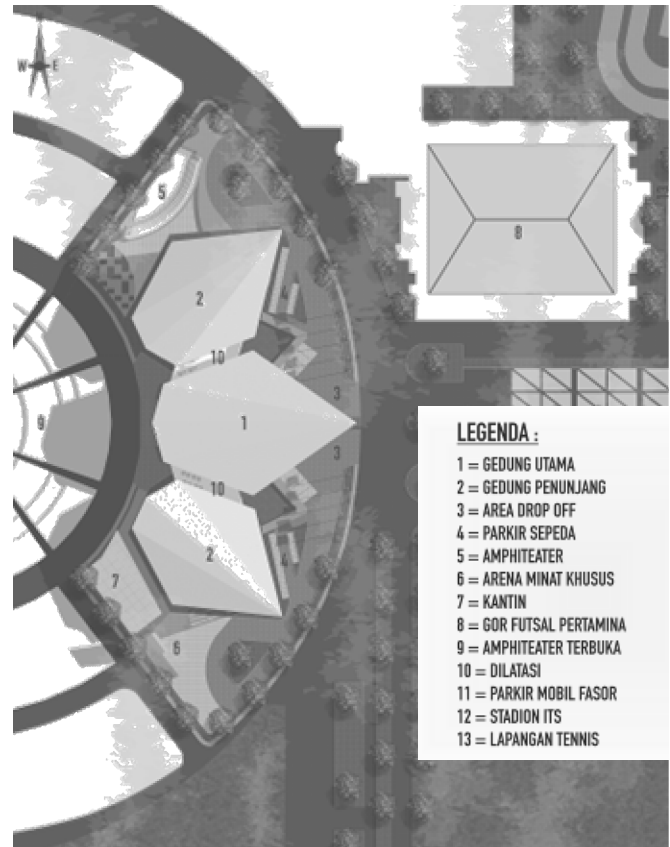 W E
5
8
2
4
10
3
9
1
3
10
2
4
7
6
LEGENDA :
1 = GEDUNG UTAMA
2 = GEDUNG PENUNJANG
3 = AREA DROP OFF
4 = PARKIR SEPEDA
5 = AMPHITEATER
6 = ARENA MINAT KHUSUS
7 = KANTIN
8 = GOR FUTSAL PERTAMINA
9 = AMPHITEATER TERBUKA
10 = DILATASI
11 = PARKIR MOBIL FASOR
12 = STADION ITS
13 = LAPANGAN TENNIS